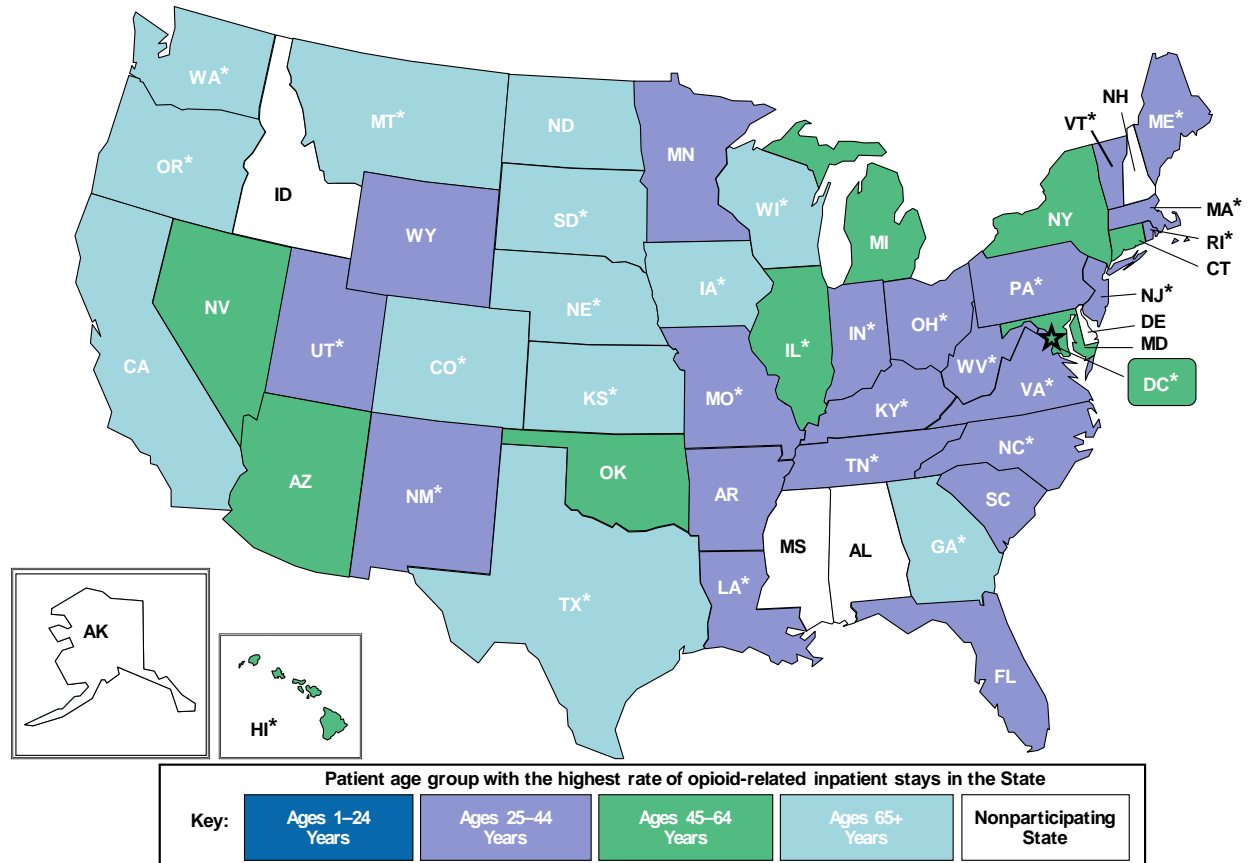 WA*
MT*
ND
MN
NH
VT*
ME*
OR*
ID
SD*
WI*
MI
NY
MA*
RI*
CT
WY
IA*
PA*
NJ*
NV
NE*
OH*
DE
IN*
MD
UT*
IL*
CA
CO*
WV*
DC*
KS*
MO*
KY*
VA*
NC*
TN*
OK
AZ
NM*
AR
SC
MS
AL
GA*
LA*
TX*
AK
FL
HI*
Patient age group with the highest rate of opioid-related inpatient stays in the State
Key:
Ages 1–24
Years
Ages 25–44
Years
Ages 45–64
Years
Ages 65+
Years
Nonparticipating
State